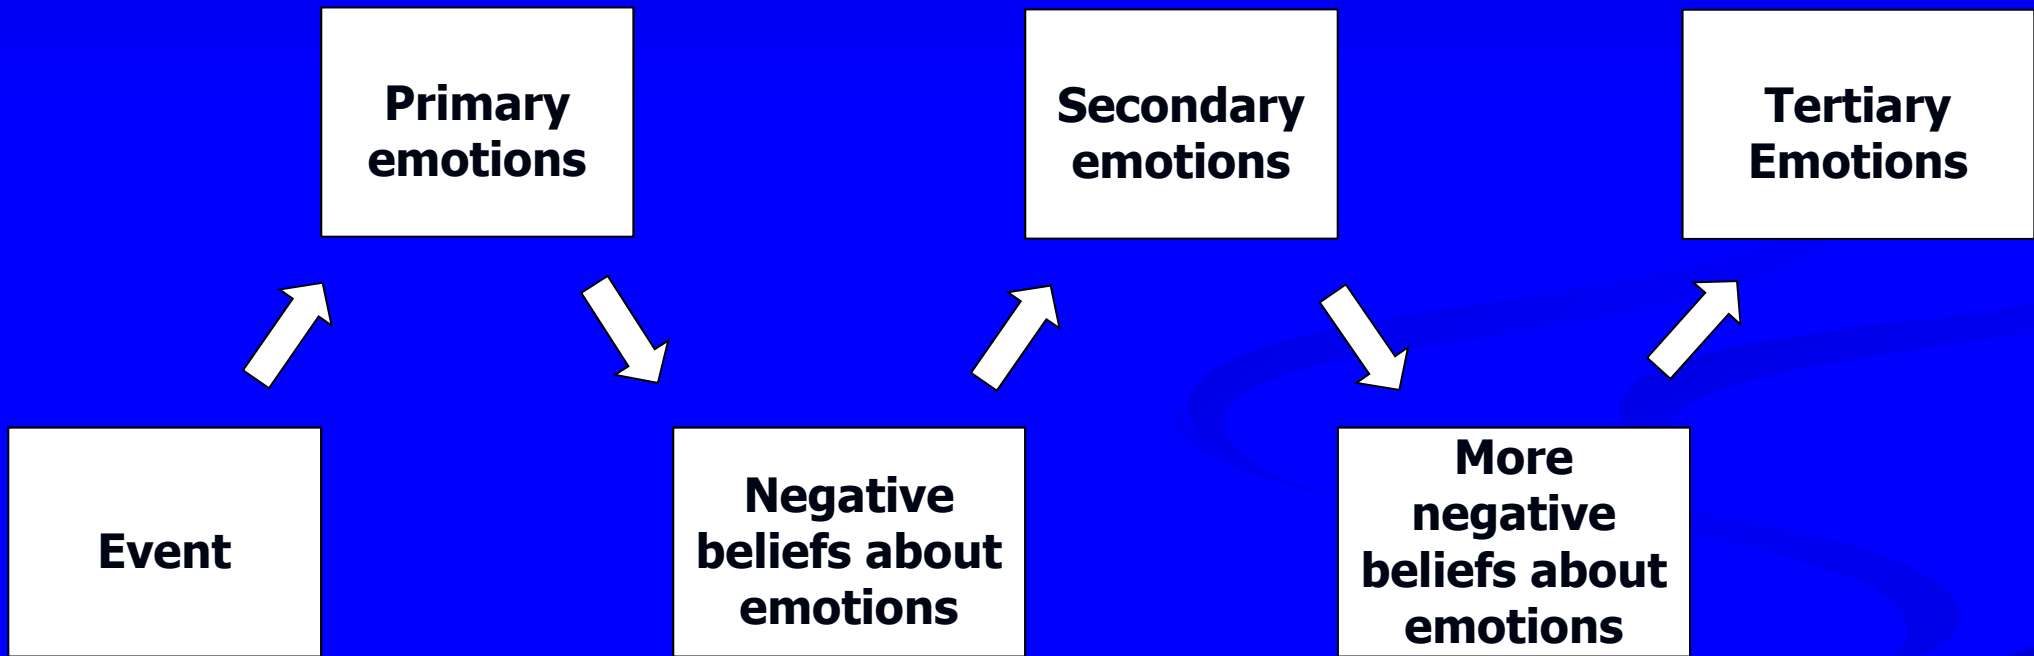 Primary
emotions
Secondary
emotions
Tertiary
Emotions
Event
Negative
beliefs about
emotions
More
negative
beliefs about
emotions